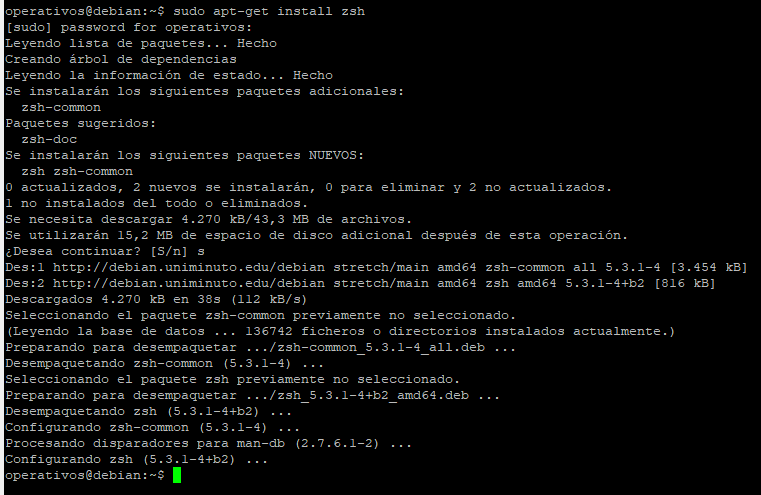 operativos@debian:~$ sudo apt-get install zsh
[sudo] password for operativos:
Leyendo lista de paquetes... Hecho
Creando árbol de dependencias
Leyendo la información de estado... Hecho
Se instalarán los siguientes paquetes adicionales:
  zsh-common
Paquetes sugeridos:
  zsh-doc
Se instalarán los siguientes paquetes NUEVOS:
  zsh zsh-common
0 actualizados, 2 nuevos se instalarán, 0 para eliminar y 2 no actualizados.
1 no instalados del todo o eliminados.
Se necesita descargar 4.270 kB/43,3 MB de archivos.
Se utilizarán 15,2 MB de espacio de disco adicional después de esta operación.
¿Desea continuar? [S/n] s
Des:1 http://debian.uniminuto.edu/debian stretch/main amd64 zsh-common all 5.3.1-4 [3.454 kB]
Des:2 http://debian.uniminuto.edu/debian stretch/main amd64 zsh amd64 5.3.1-4+b2 [816 kB]
Descargados 4.270 kB en 38s (112 kB/s)
Seleccionando el paquete zsh-common previamente no seleccionado.
(Leyendo la base de datos ... 136742 ficheros o directorios instalados actualmente.)
Preparando para desempaquetar .../zsh-common_5.3.1-4_all.deb ...
Desempaquetando zsh-common (5.3.1-4) ...
Seleccionando el paquete zsh previamente no seleccionado.
Preparando para desempaquetar .../zsh_5.3.1-4+b2_amd64.deb ...
Desempaquetando zsh (5.3.1-4+b2) ...
Configurando zsh-common (5.3.1-4) ...
Procesando disparadores para man-db (2.7.6.1-2) ...
Configurando zsh (5.3.1-4+b2) ...
operativos@debian:~$